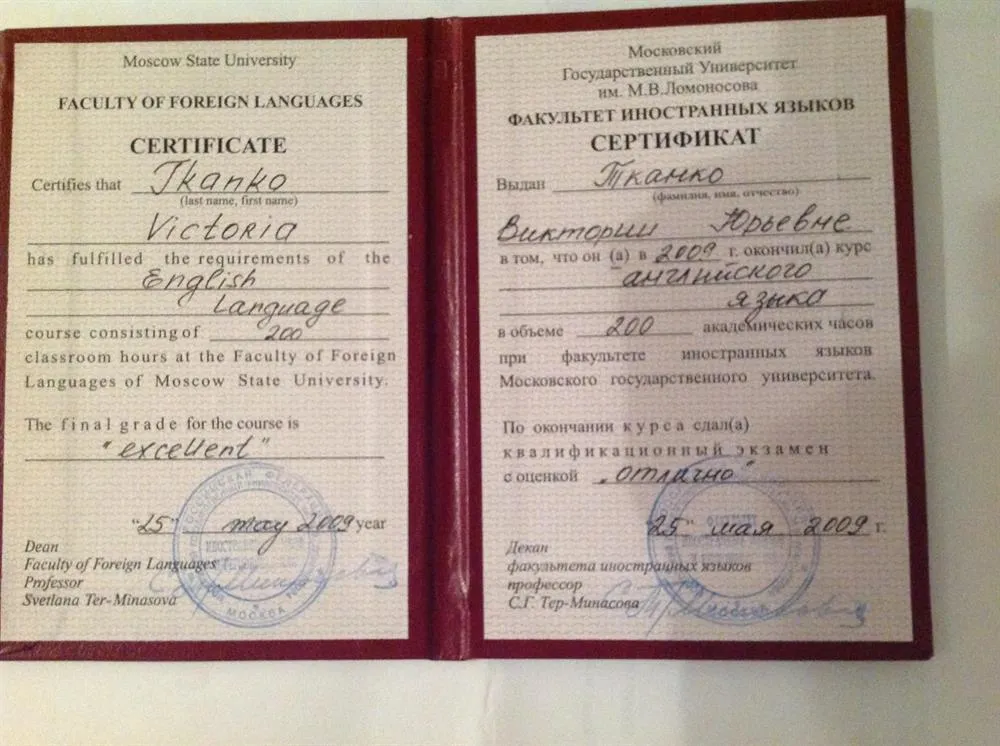 Moscow State University
FACULTY OF FOREIGN LANGUAGES
CERTIFICATE
Certifies that Tkanko
(last name, first name)
Victoria
has fulfilled the requirements of the
English
Language
course consisting of 200
classroom hours at the Faculty of Foreign
Languages of Moscow State University.
The final grade for the course is
"excellent"
"25" may 2009 year
Dean
Faculty of Foreign Languages
Professor
Svetlana Ter-Minasova
МОСКВА
Московский
Государственный Университет
им. М.В.Ломоносова
ФАКУЛЬТЕТ ИНОСТРАННЫХ ЯЗЫКОВ
СЕРТИФИКАТ
Выдан Тканко
(фамилия, имя, отчество)
Виктории Юрьевне
в том, что он (а) в 2009 г. окончил(а) курс
английского
языка
в объеме 200 академических часов
при факультете иностранных языков
Московского государственного университета.
По окончании курса сдал(а)
квалификационный экзамен
с оценкой „отлично"
"25" мая 2009 г.
Декан
факультета иностранных языков
профессор
С.Г. Тер-Минасова